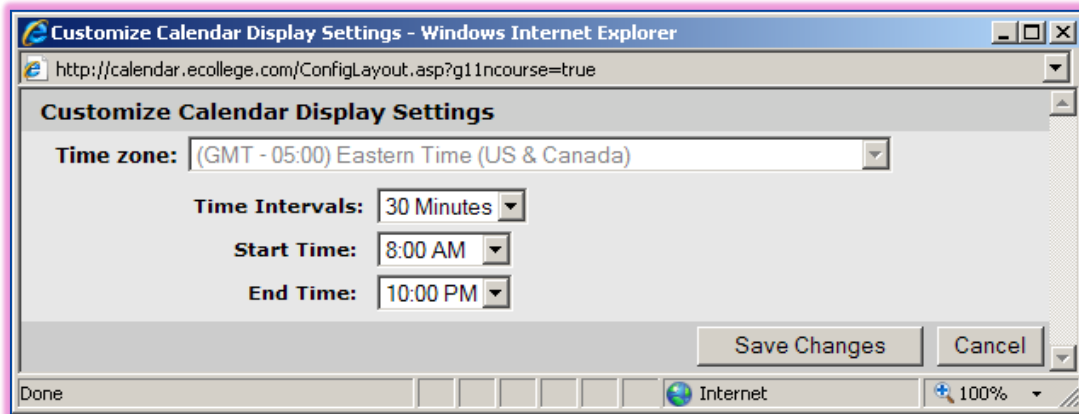 Customize Calendar Display Settings - Windows Internet Explorer
http://calendar.ecollege.com/ConfigLayout.asp?g11ncourse=true
Customize Calendar Display Settings
Time zone: (GMT - 05:00) Eastern Time (US & Canada)
Time Intervals: 30 Minutes
Start Time: 8:00 AM
End Time: 10:00 PM
Save Changes Cancel
Done Internet 100%